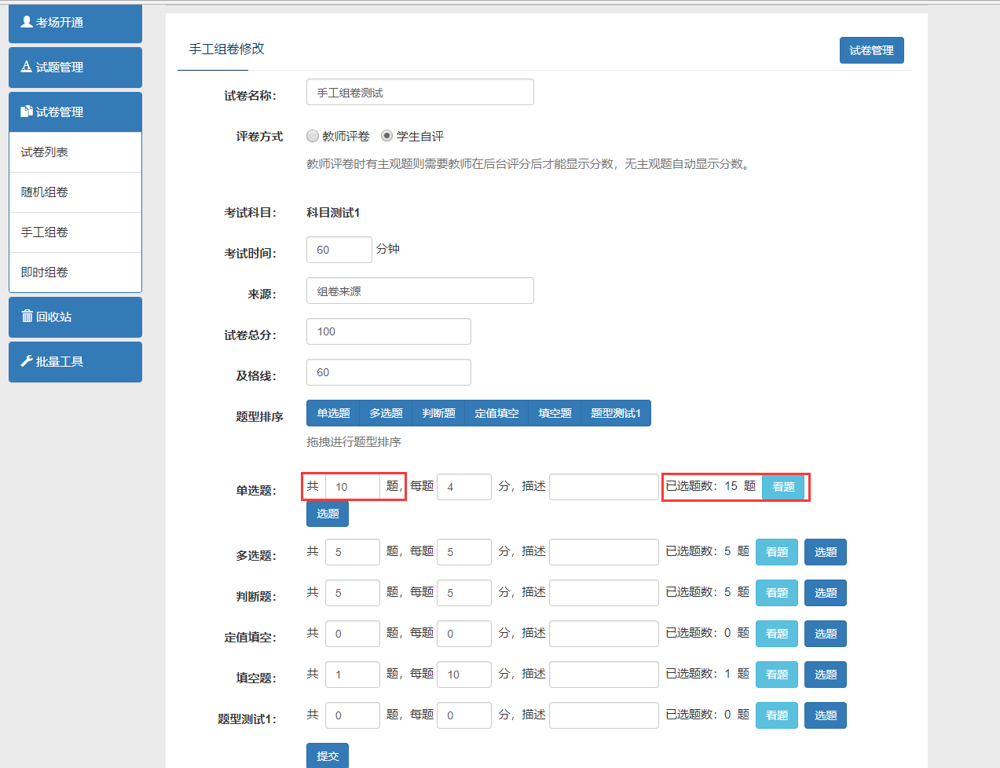 考场开通
试题管理
试卷管理
试卷列表
随机组卷
手工组卷
即时组卷
回收站
批量工具
手工组卷修改
试卷管理
试卷名称： 手工组卷测试
评卷方式 教师评卷 学生自评
教师评卷时有主观题则需要教师在后台评分后才能显示分数，无主观题自动显示分数。
考试科目： 科目测试1
考试时间： 60 分钟
来源： 组卷来源
试卷总分： 100
及格线： 60
题型排序 单选题 多选题 判断题 定值填空 填空题 题型测试1
拖拽进行题型排序
单选题： 共 10 题，每题 4 分，描述 已选题数：15 题 看题
选题
多选题： 共 5 题，每题 5 分，描述 已选题数：5 题 看题 选题
判断题： 共 5 题，每题 5 分，描述 已选题数：5 题 看题 选题
定值填空： 共 0 题，每题 0 分，描述 已选题数：0 题 看题 选题
填空题： 共 1 题，每题 10 分，描述 已选题数：1 题 看题 选题
题型测试1： 共 0 题，每题 0 分，描述 已选题数：0 题 看题 选题
提交